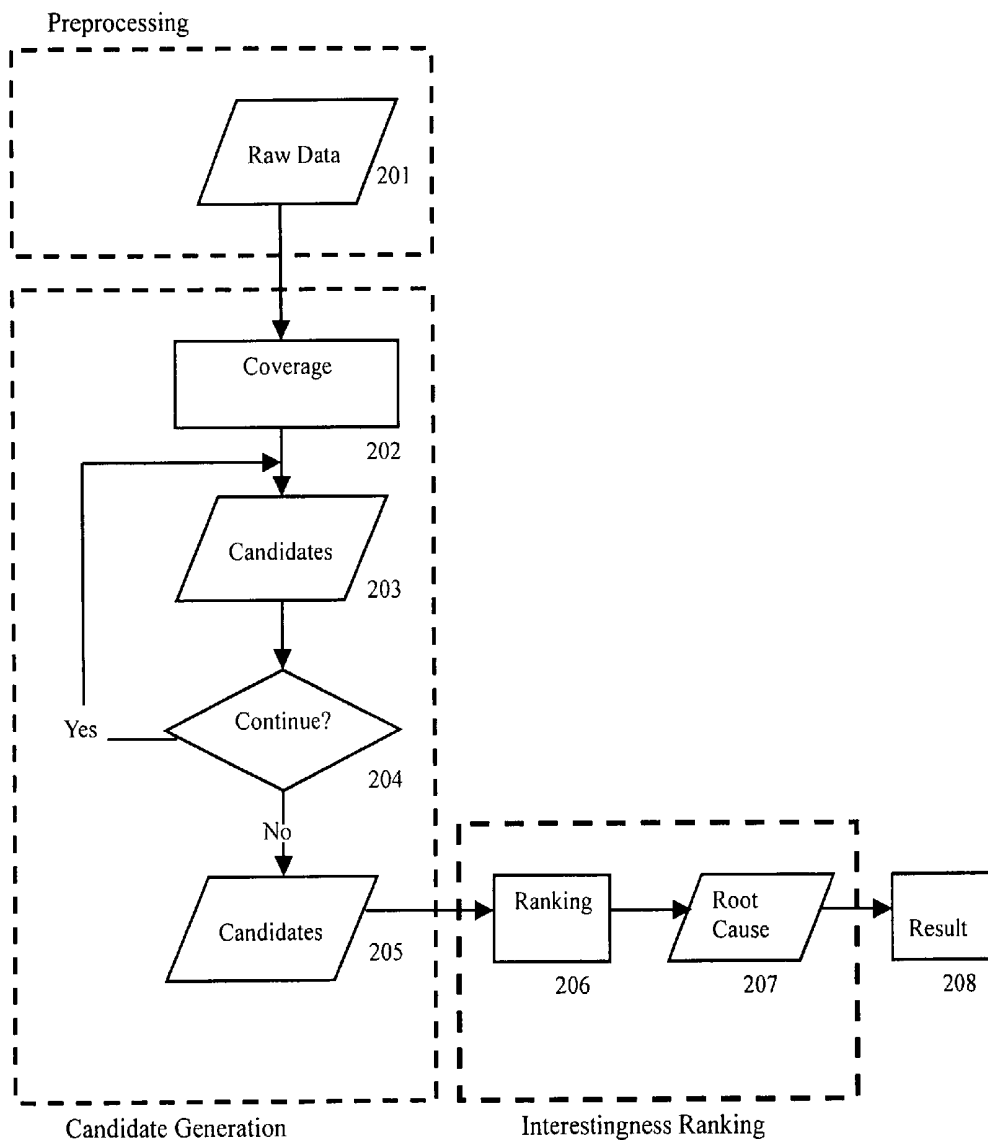 Preprocessing
Raw Data
201
Coverage
202
Candidates
203
Continue?
Yes
204
No
Candidates
205
Ranking
206
Root
Cause
207
Result
208
Candidate Generation
Interestingness Ranking